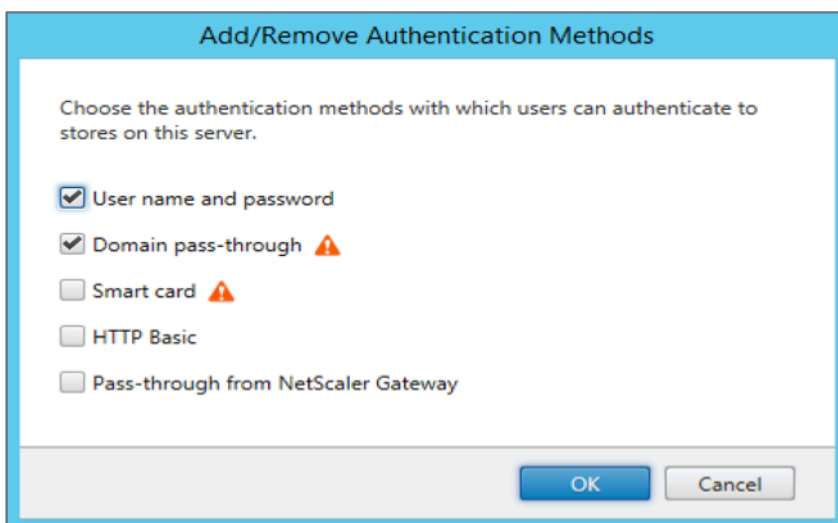 Add/Remove Authentication Methods
Choose the authentication methods with which users can authenticate to
stores on this server.
User name and password
Domain pass-through
Smart card
HTTP Basic
Pass-through from NetScaler Gateway
OK
Cancel